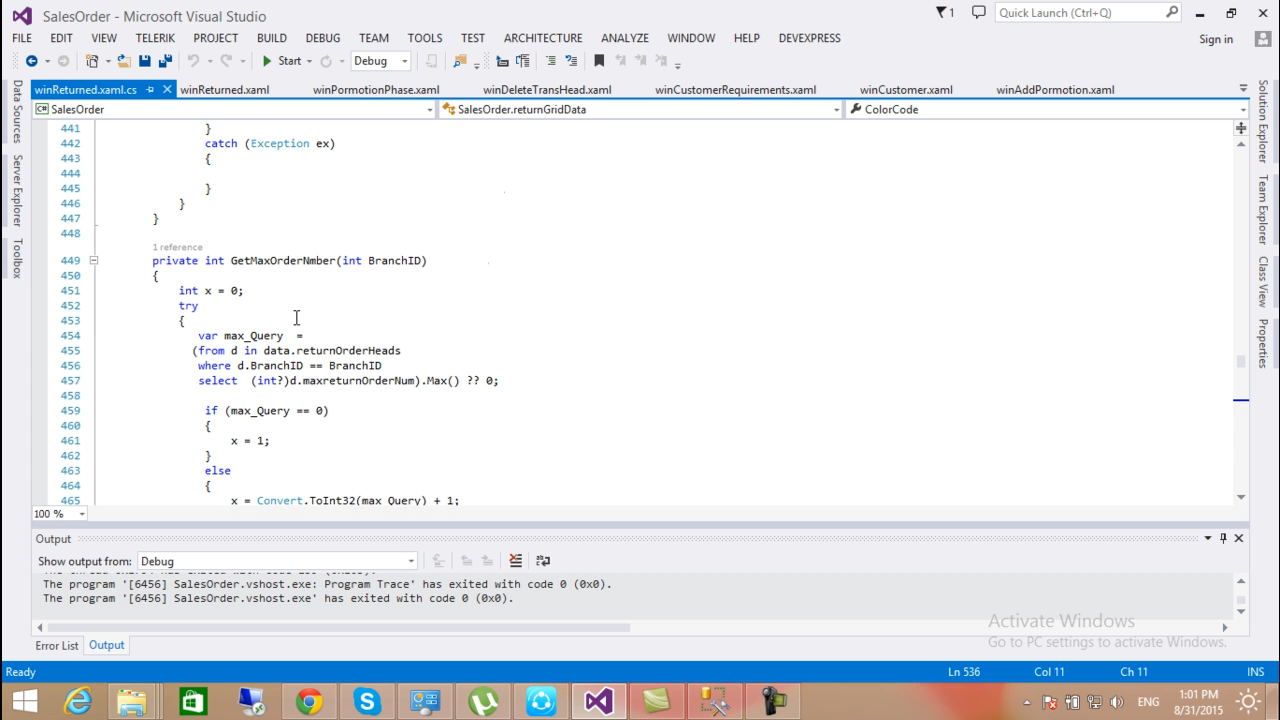 SalesOrder - Microsoft Visual Studio
1
Quick Launch (Ctrl+Q)
FILE EDIT VIEW TELERIK PROJECT BUILD DEBUG TEAM TOOLS TEST ARCHITECTURE ANALYZE WINDOW HELP DEVEXPRESS
Sign in
Start Debug
winReturned.xaml.cs winReturned.xaml winPormotionPhase.xaml winDeleteTransHead.xaml winCustomerRequirements.xaml winCustomer.xaml winAddPormotion.xaml
C# SalesOrder SalesOrder.returnGridData ColorCode
Data Sources
Server Explorer
Toolbox
Solution Explorer
Team Explorer
Class View
Properties
441 }
442 catch (Exception ex)
443 {
444
445 }
446 }
447 }
448
1 reference
449 private int GetMaxOrderNmber(int BranchID)
450 {
451 int x = 0;
452 try
453 {
454 var max_Query =
455 (from d in data.returnOrderHeads
456 where d.BranchID == BranchID
457 select (int?)d.maxreturnOrderNum).Max() ?? 0;
458
459 if (max_Query == 0)
460 {
461 x = 1;
462 }
463 else
464 {
465 x = Convert.ToInt32(max_Query) + 1;
100 %
Output
Show output from: Debug
The program '[6456] SalesOrder.vshost.exe: Program Trace' has exited with code 0 (0x0).
The program '[6456] SalesOrder.vshost.exe' has exited with code 0 (0x0).
Activate Windows
Go to PC settings to activate Windows.
Error List Output
Ready Ln 536 Col 11 Ch 11 INS
ENG
1:01 PM
8/31/2015